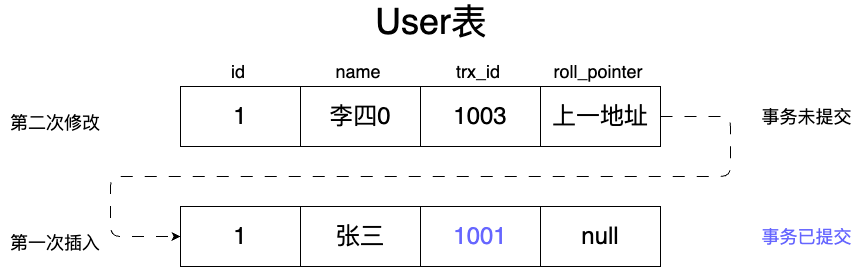 User表
id name trx_id roll_pointer
第二次修改 1 李四0 1003 上一地址 事务未提交
第一次插入 1 张三 1001 null 事务已提交